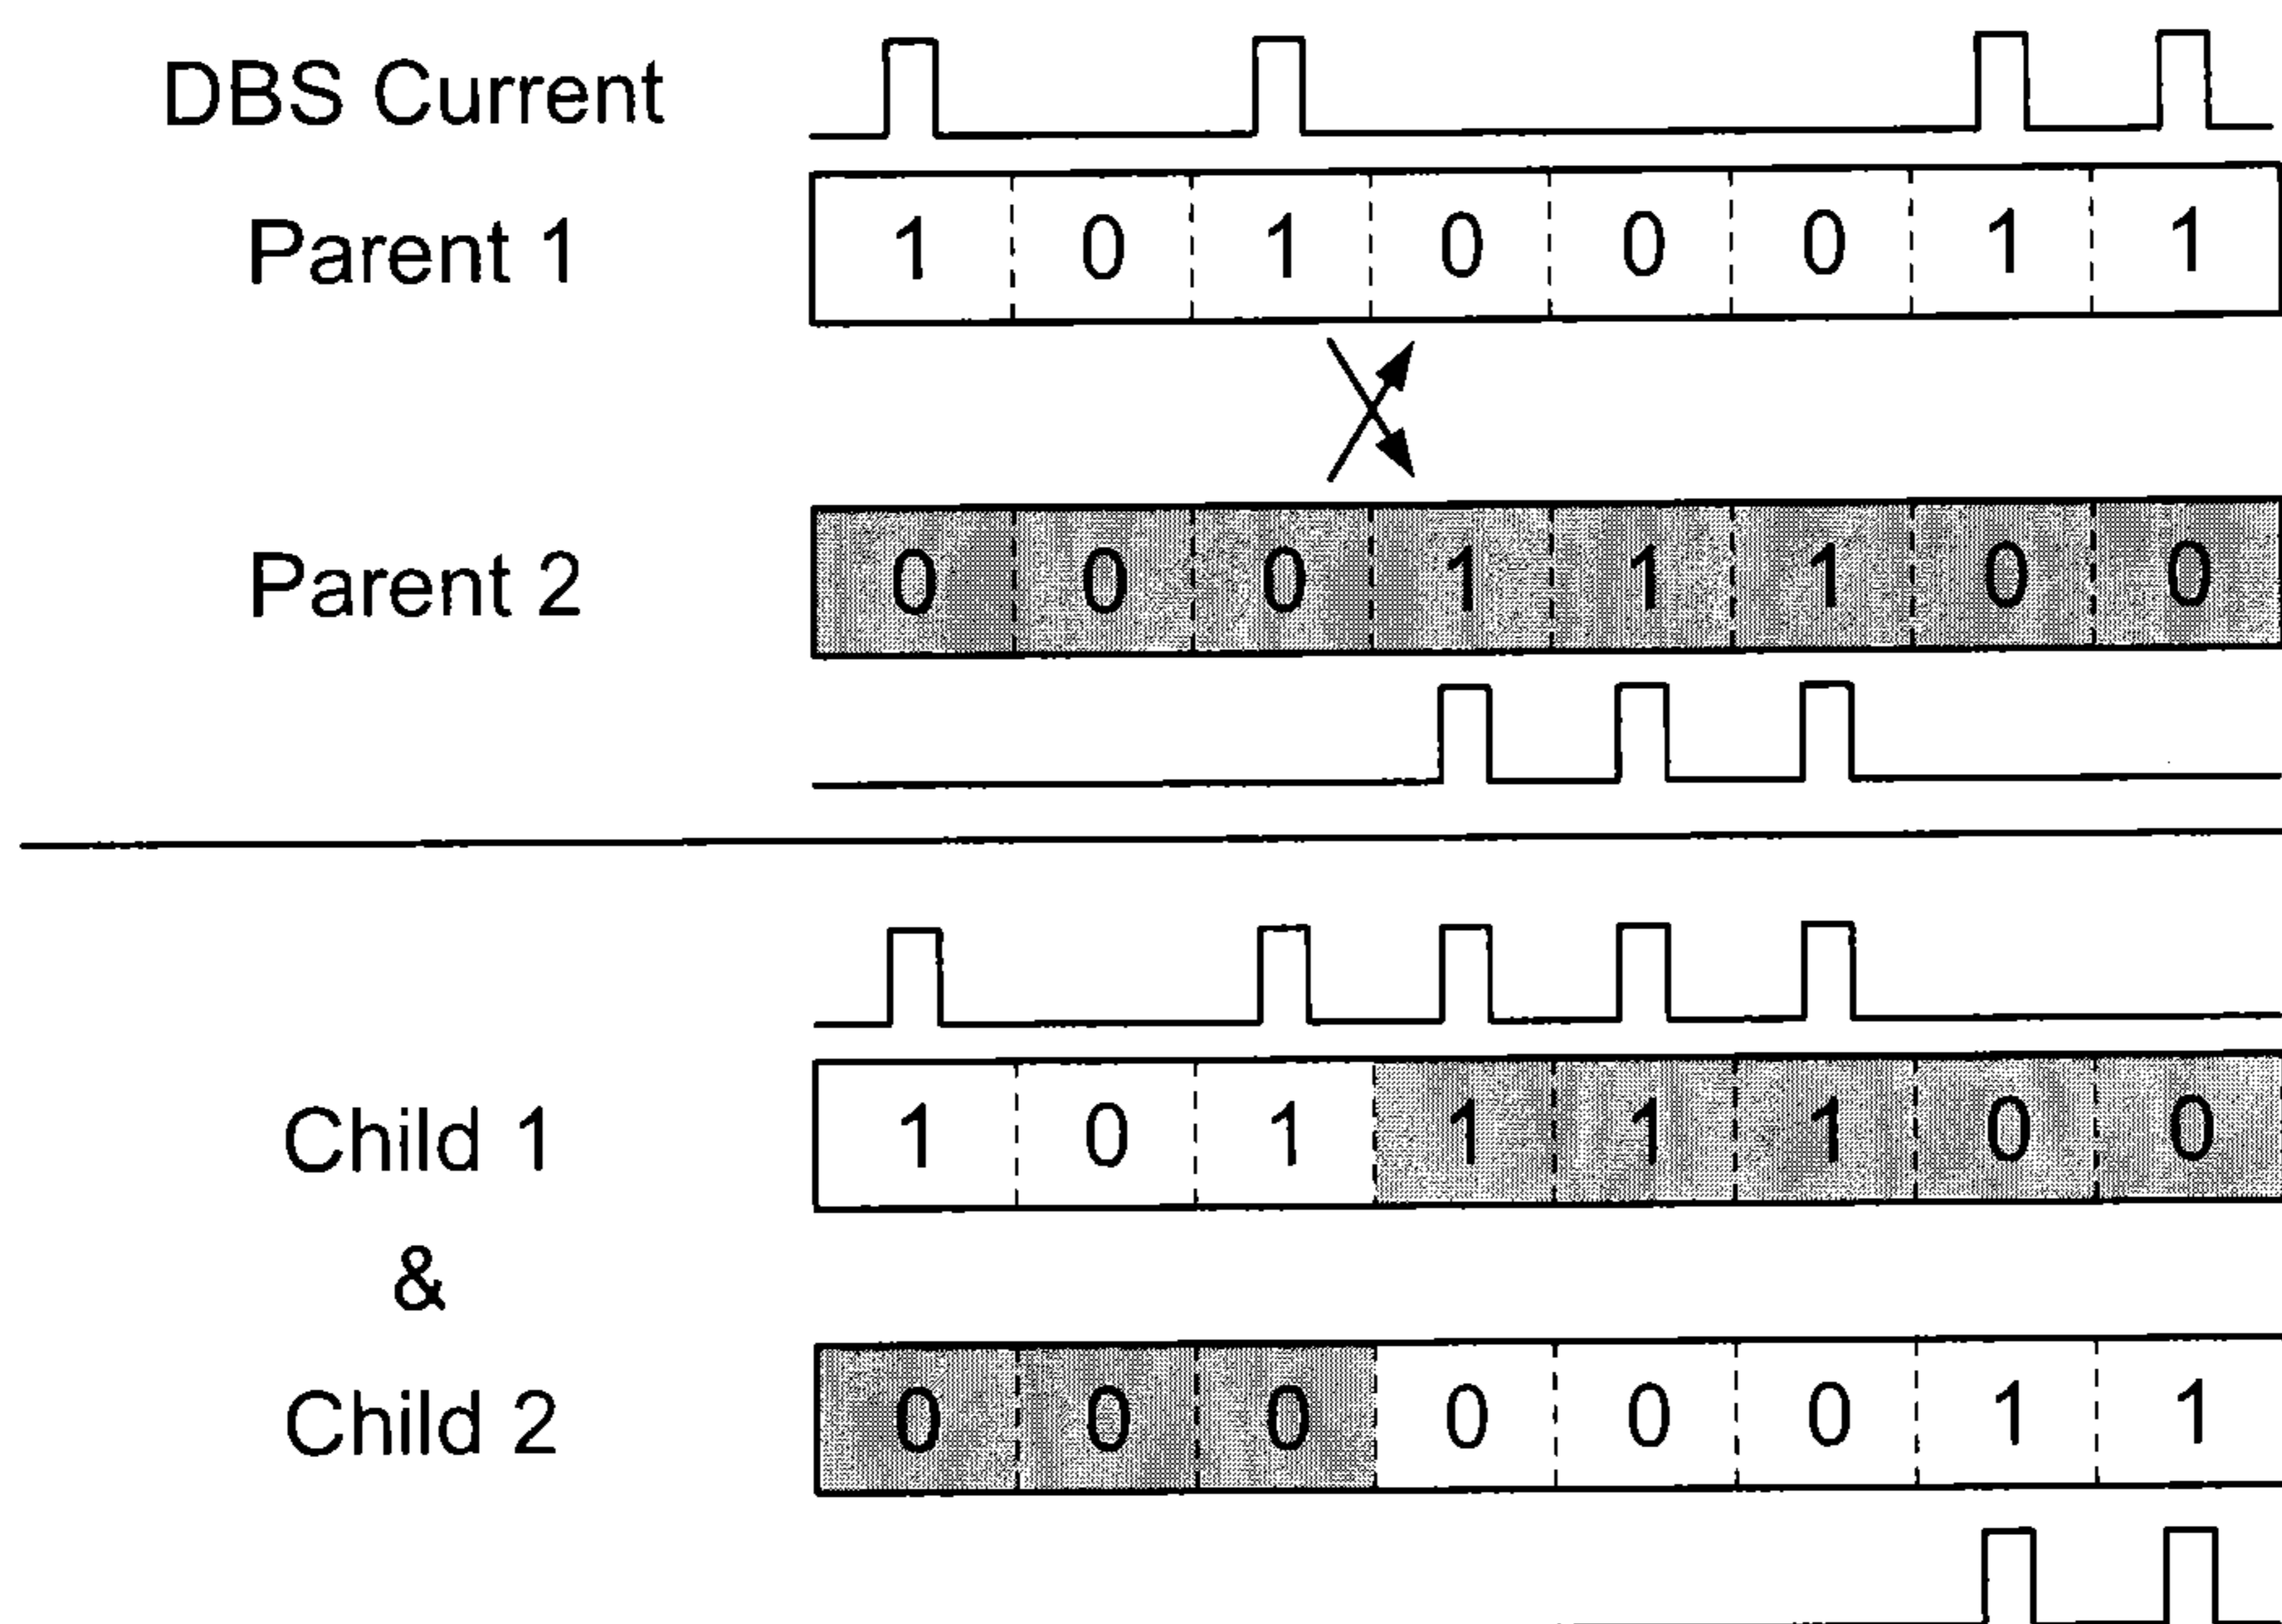 DBS Current
Parent 1 1 0 1 0 0 0 1 1
Parent 2 0 0 0 1 1 1 0 0
Child 1 1 0 1 1 1 1 0 0
&
Child 2 0 0 0 0 0 0 1 1